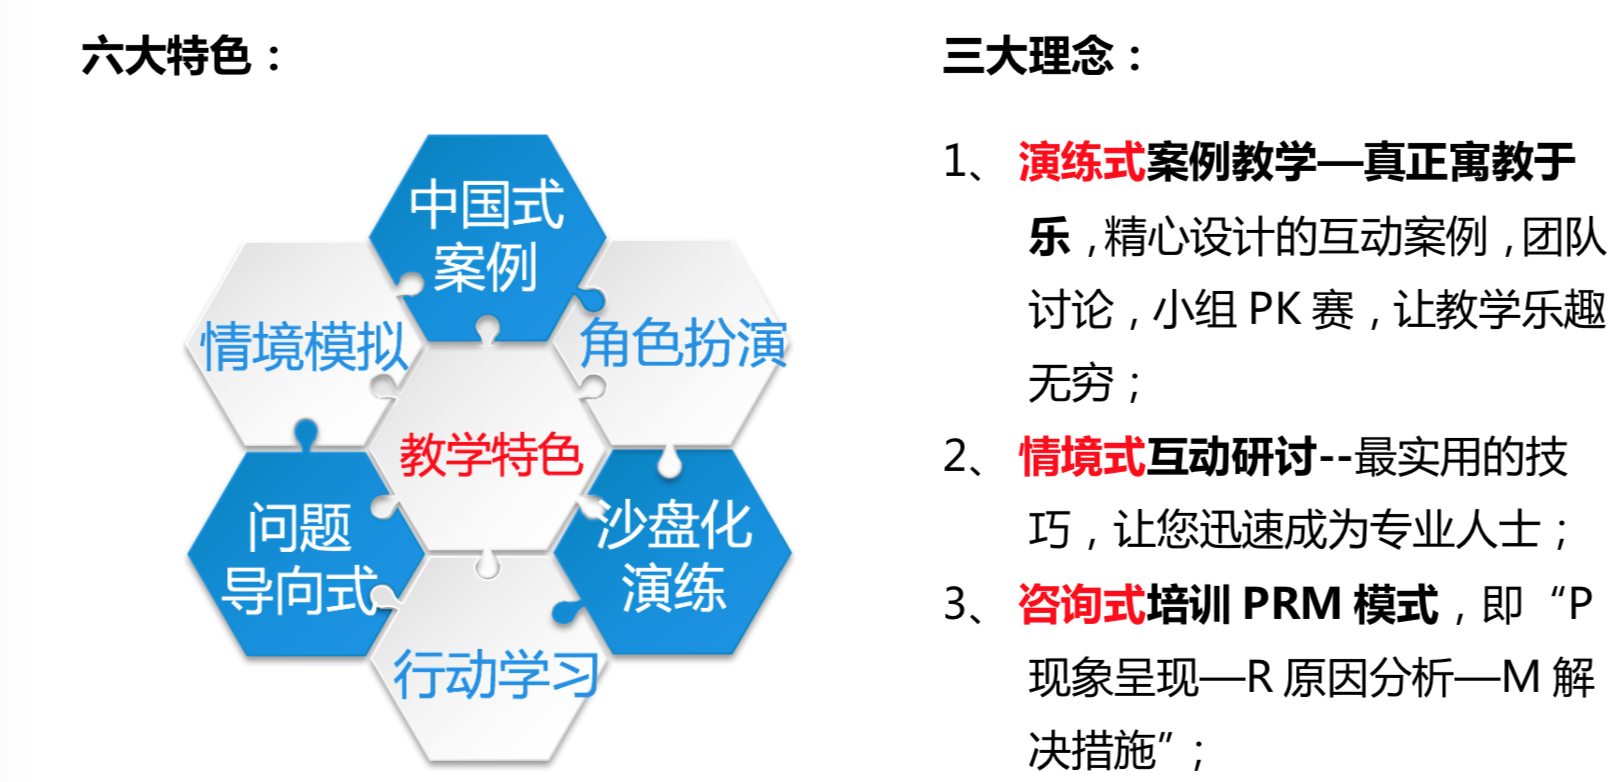 六大特色：
中国式
案例
情境模拟
角色扮演
教学特色
问题
导向式
沙盘化
演练
行动学习
三大理念：
1、 演练式案例教学—真正寓教于
乐，精心设计的互动案例，团队
讨论，小组 PK 赛，让教学乐趣
无穷；
2、 情境式互动研讨--最实用的技
巧，让您迅速成为专业人士；
3、 咨询式培训 PRM 模式，即“P
现象呈现—R 原因分析—M 解
决措施”；